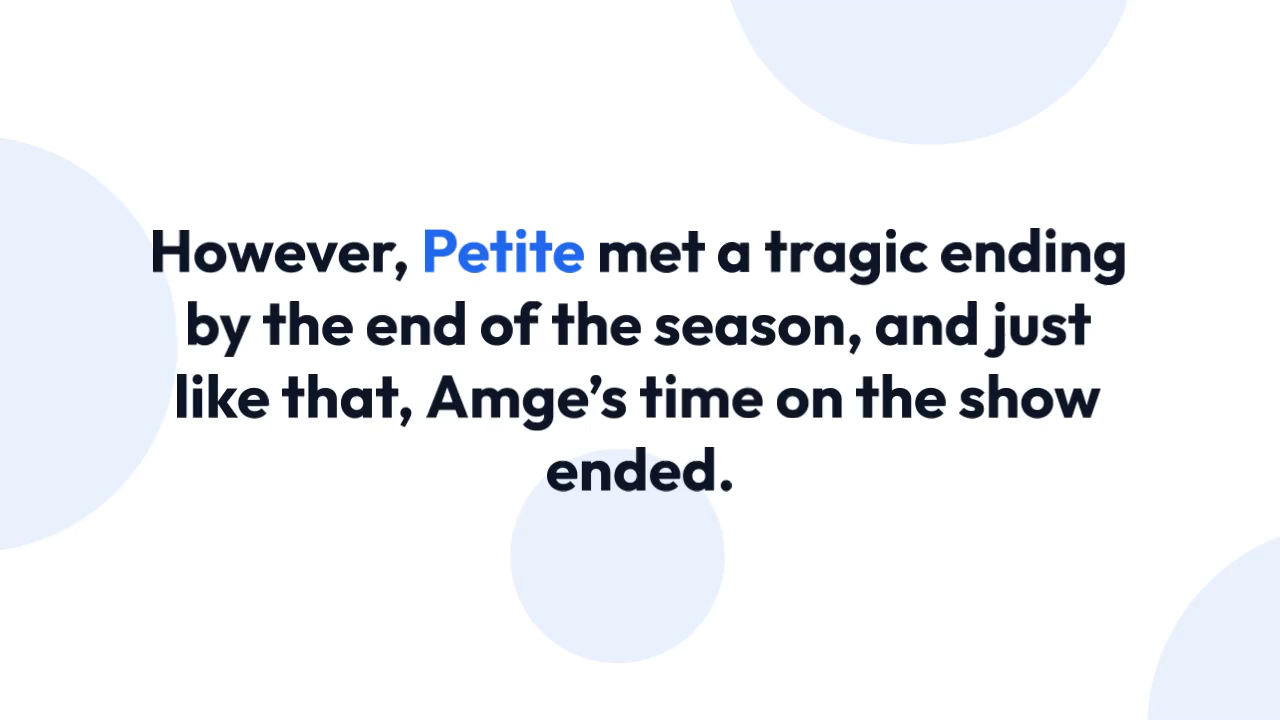 However, Petite met a tragic ending
by the end of the season, and just
like that, Amge’s time on the show
ended.